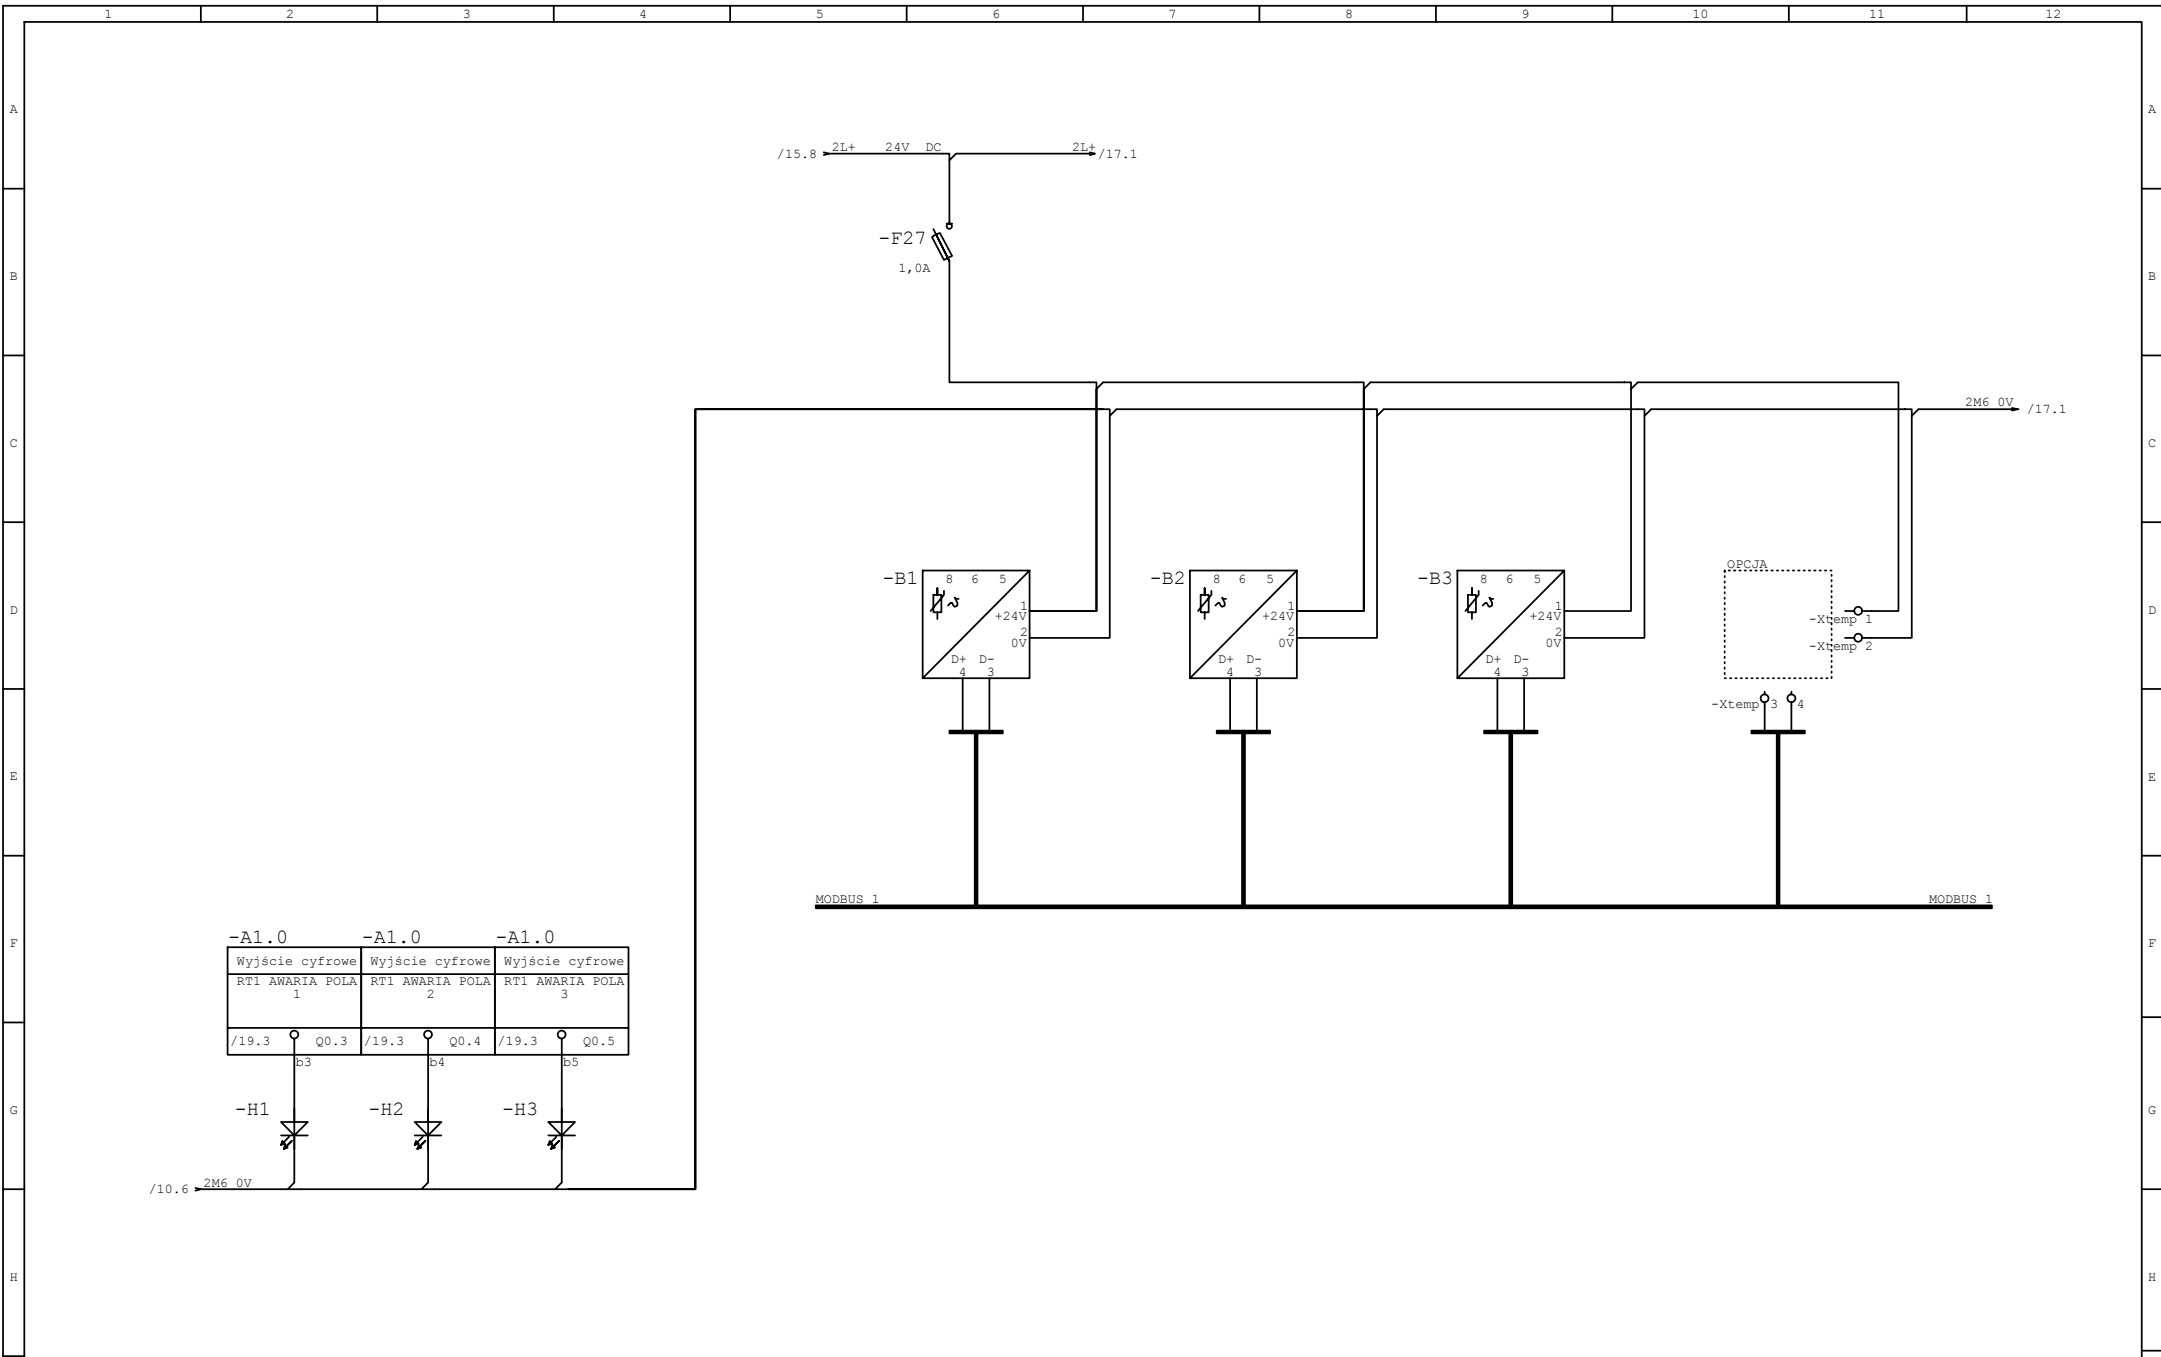 1 2 3 4 5 6 7 8 9 10 11 12
A A
/15.8 2L+ 24V DC 2L+ /17.1
-F27
1,0A
B B
2M6 0V /17.1
C C
OPCJA
-B1 8 6 5 -B2 8 6 5 -B3 8 6 5
1 1 1
D D
+24V +24V +24V -Xtemp 1
2 2 2
0V 0V 0V -Xtemp 2
D+ D- D+ D- D+ D-
4 3 4 3 4 3
-Xtemp 3 4
E E
MODBUS 1 MODBUS 1
-A1.0 -A1.0 -A1.0
F F
Wyjście cyfrowe Wyjście cyfrowe Wyjście cyfrowe
RT1 AWARIA POLA RT1 AWARIA POLA RT1 AWARIA POLA
1 2 3
/19.3 Q0.3 /19.3 Q0.4 /19.3 Q0.5
b3 b4 b5
-H1 -H2 -H3
G G
/10.6 2M6 0V
H H